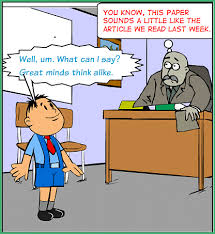 YOU KNOW, THIS PAPER
SOUNDS A LITTLE LIKE THE
ARTICLE WE READ LAST WEEK.
Well, um. What can I say?
Great minds think alike.